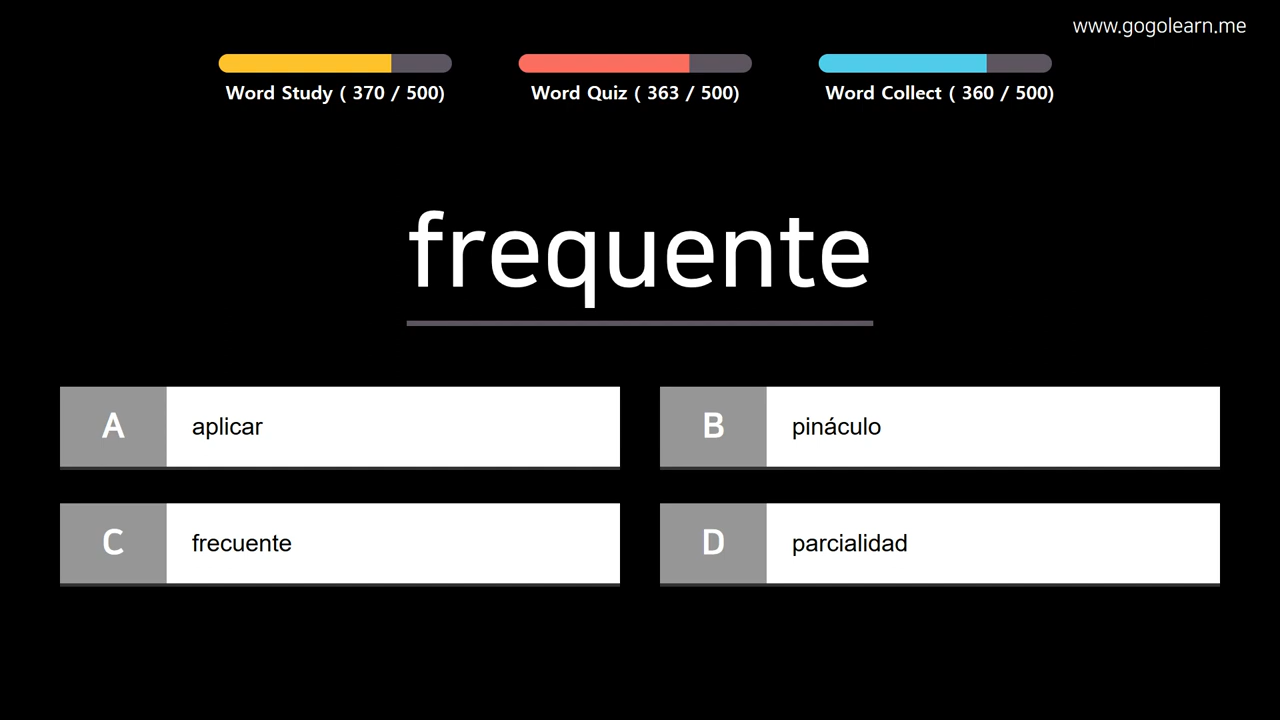 www.gogolearn.me
Word Study ( 370 / 500)
Word Quiz ( 363 / 500)
Word Collect ( 360 / 500)
frequente
A aplicar
B pináculo
C frecuente
D parcialidad